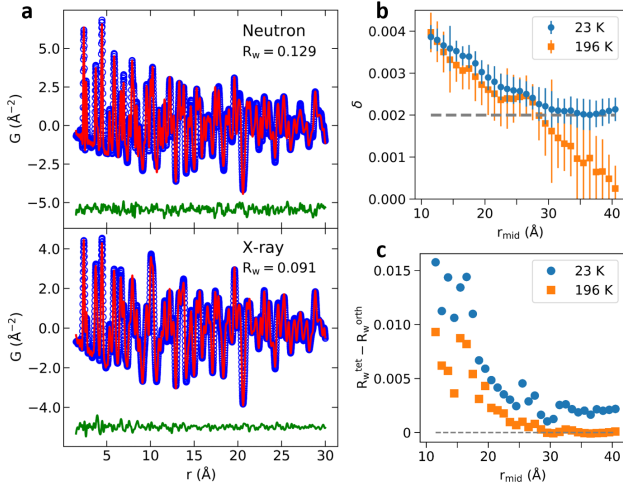 a
Neutron
R_w = 0.129
G (Å⁻²)
5.0
2.5
0.0
−2.5
−5.0
X-ray
R_w = 0.091
G (Å⁻²)
4.0
2.0
0.0
−2.0
−4.0
5 10 15 20 25 30
r (Å)
b
23 K
196 K
δ
0.004
0.003
0.002
0.001
0.000
10 20 30 40
r_mid (Å)
c
23 K
196 K
R_w^tet − R_w^orth
0.015
0.010
0.005
0
10 20 30 40
r_mid (Å)